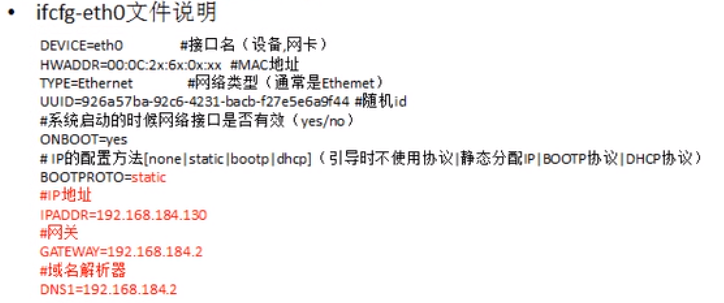 • ifcfg-eth0文件说明
DEVICE=eth0 #接口名（设备,网卡）
HWADDR=00:0C:2x:6x:0x:xx #MAC地址
TYPE=Ethernet #网络类型（通常是Ethemet）
UUID=926a57ba-92c6-4231-bacb-f27e5e6a9f44 #随机id
#系统启动的时候网络接口是否有效（yes/no）
ONBOOT=yes
# IP的配置方法[none|static|bootp|dhcp]（引导时不使用协议|静态分配IP|BOOTP协议|DHCP协议）
BOOTPROTO=static
#IP地址
IPADDR=192.168.184.130
#网关
GATEWAY=192.168.184.2
#域名解析器
DNS1=192.168.184.2